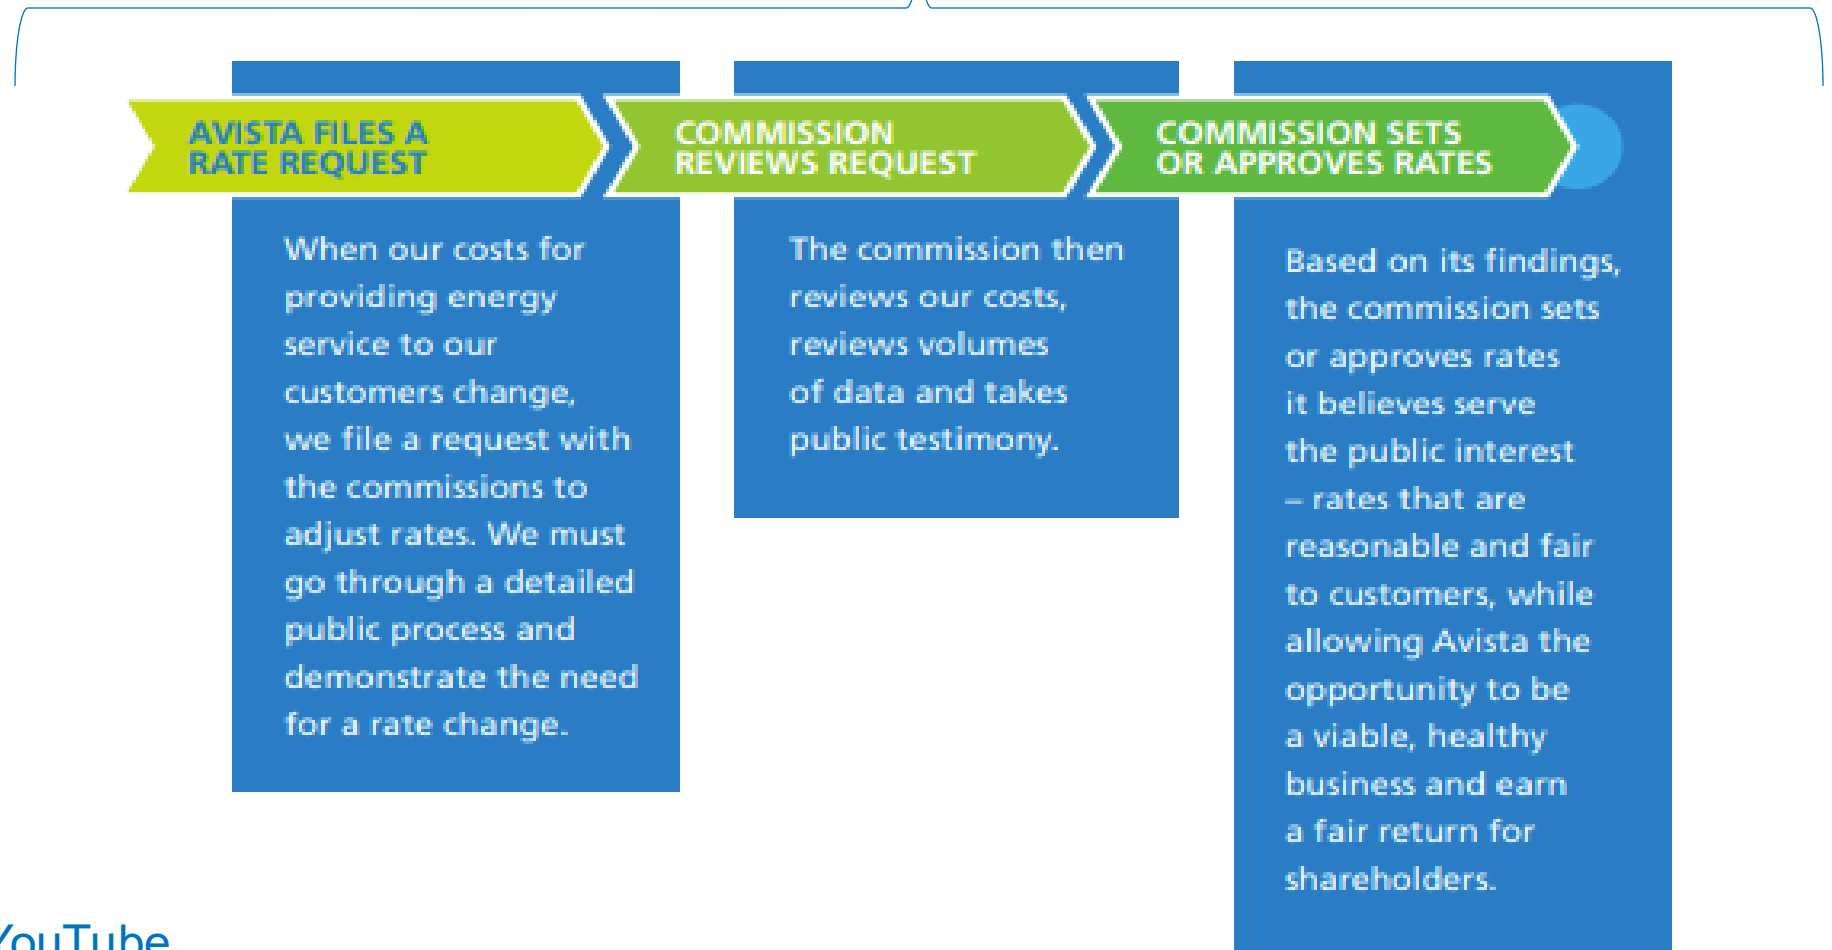 AVISTA FILES A
RATE REQUEST
When our costs for
providing energy
service to our
customers change,
we file a request with
the commissions to
adjust rates. We must
go through a detailed
public process and
demonstrate the need
for a rate change.
COMMISSION
REVIEWS REQUEST
The commission then
reviews our costs,
reviews volumes
of data and takes
public testimony.
COMMISSION SETS
OR APPROVES RATES
Based on its findings,
the commission sets
or approves rates
it believes serve
the public interest
– rates that are
reasonable and fair
to customers, while
allowing Avista the
opportunity to be
a viable, healthy
business and earn
a fair return for
shareholders.
YouTube